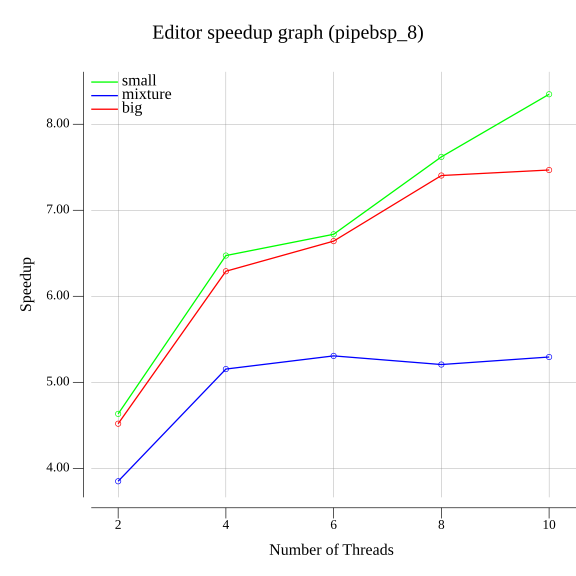 Editor speedup graph (pipebsp_8)
small
mixture
big
8.00
7.00
6.00
5.00
4.00
Speedup
2 4 6 8 10
Number of Threads